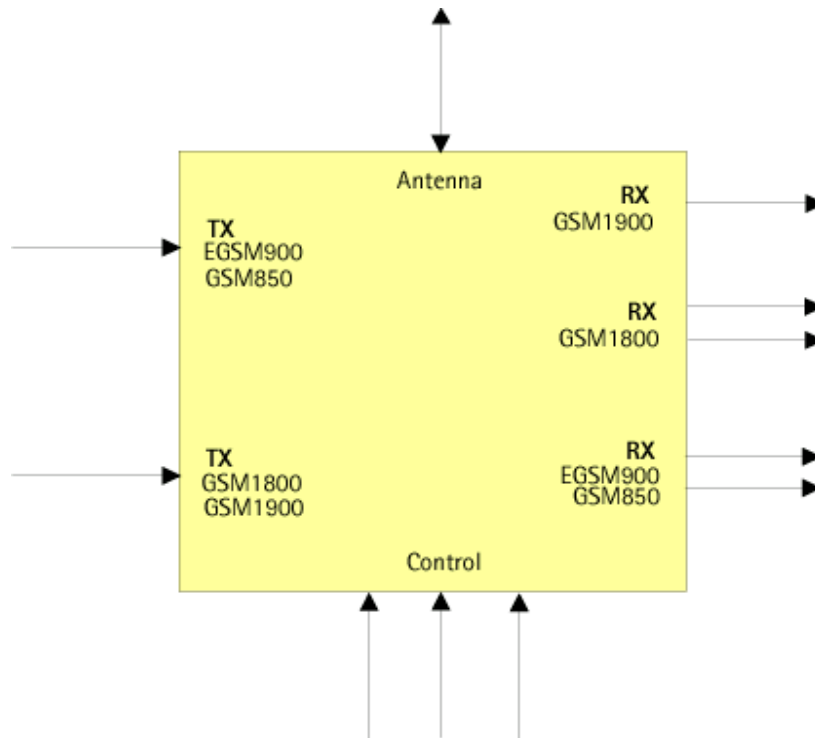 Antenna
TX
EGSM900
GSM850
TX
GSM1800
GSM1900
RX
GSM1900
RX
GSM1800
RX
EGSM900
GSM850
Control